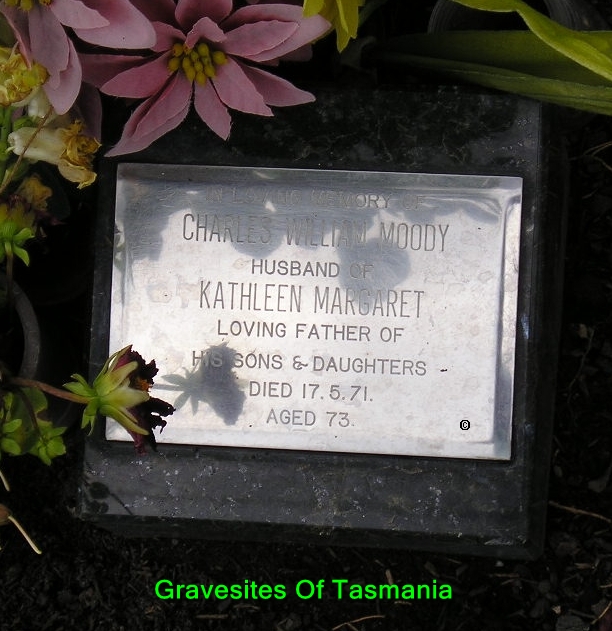 IN LOVING MEMORY OF
CHARLES WILLIAM MOODY
HUSBAND OF
KATHLEEN MARGARET
LOVING FATHER OF
HIS SONS & DAUGHTERS
DIED 17.5.71.
AGED 73.
©
Gravesites Of Tasmania